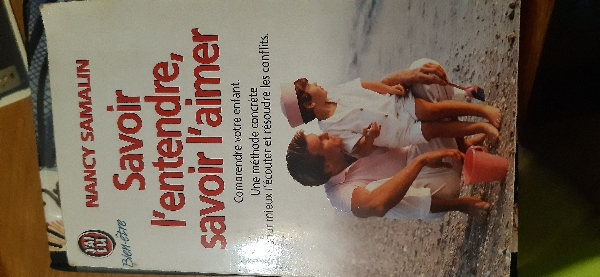 NANCY SAMALIN
Savoir
l'entendre,
savoir l'aimer
Comprendre votre enfant.
Une méthode concrète
pour mieux l'écouter et résoudre les conflits.
J'AI
LU
Bien-être